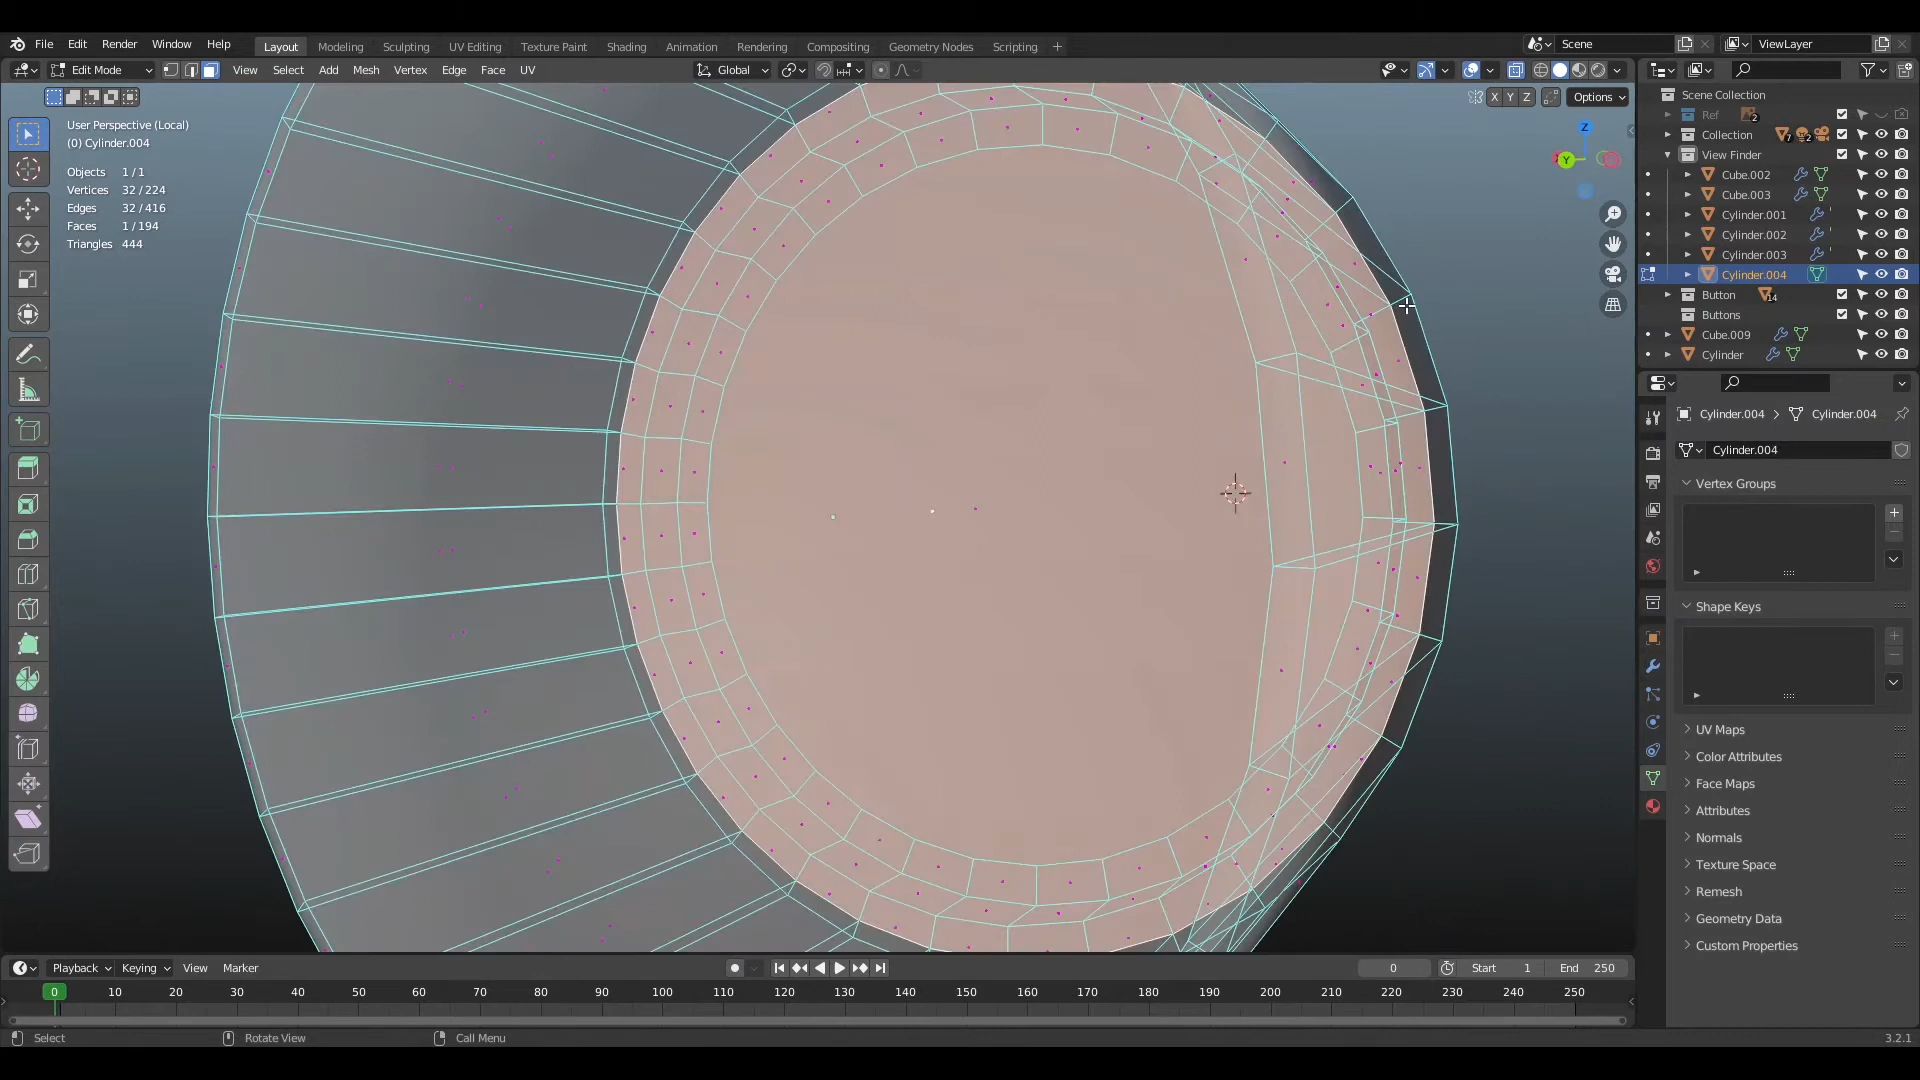 File Edit Render Window Help Layout Modeling Sculpting UV Editing Texture Paint Shading Animation Rendering Compositing Geometry Nodes Scripting + Scene ViewLayer
Edit Mode View Select Add Mesh Vertex Edge Face UV Global
X Y Z Options
User Perspective (Local)
(0) Cylinder.004
Objects 1 / 1
Vertices 32 / 224
Edges 32 / 416
Faces 1 / 194
Triangles 444
Z
Y
Scene Collection
Ref 2
Collection 7 2
View Finder
Cube.002
Cube.003
Cylinder.001
Cylinder.002
Cylinder.003
Cylinder.004
Button 14
Buttons
Cube.009
Cylinder
Cylinder.004 > Cylinder.004
Cylinder.004
Vertex Groups
Shape Keys
UV Maps
Color Attributes
Face Maps
Attributes
Normals
Texture Space
Remesh
Geometry Data
Custom Properties
Playback Keying View Marker 0 Start 1 End 250
0 10 20 30 40 50 60 70 80 90 100 110 120 130 140 150 160 170 180 190 200 210 220 230 240 250
Select Rotate View Call Menu 3.2.1